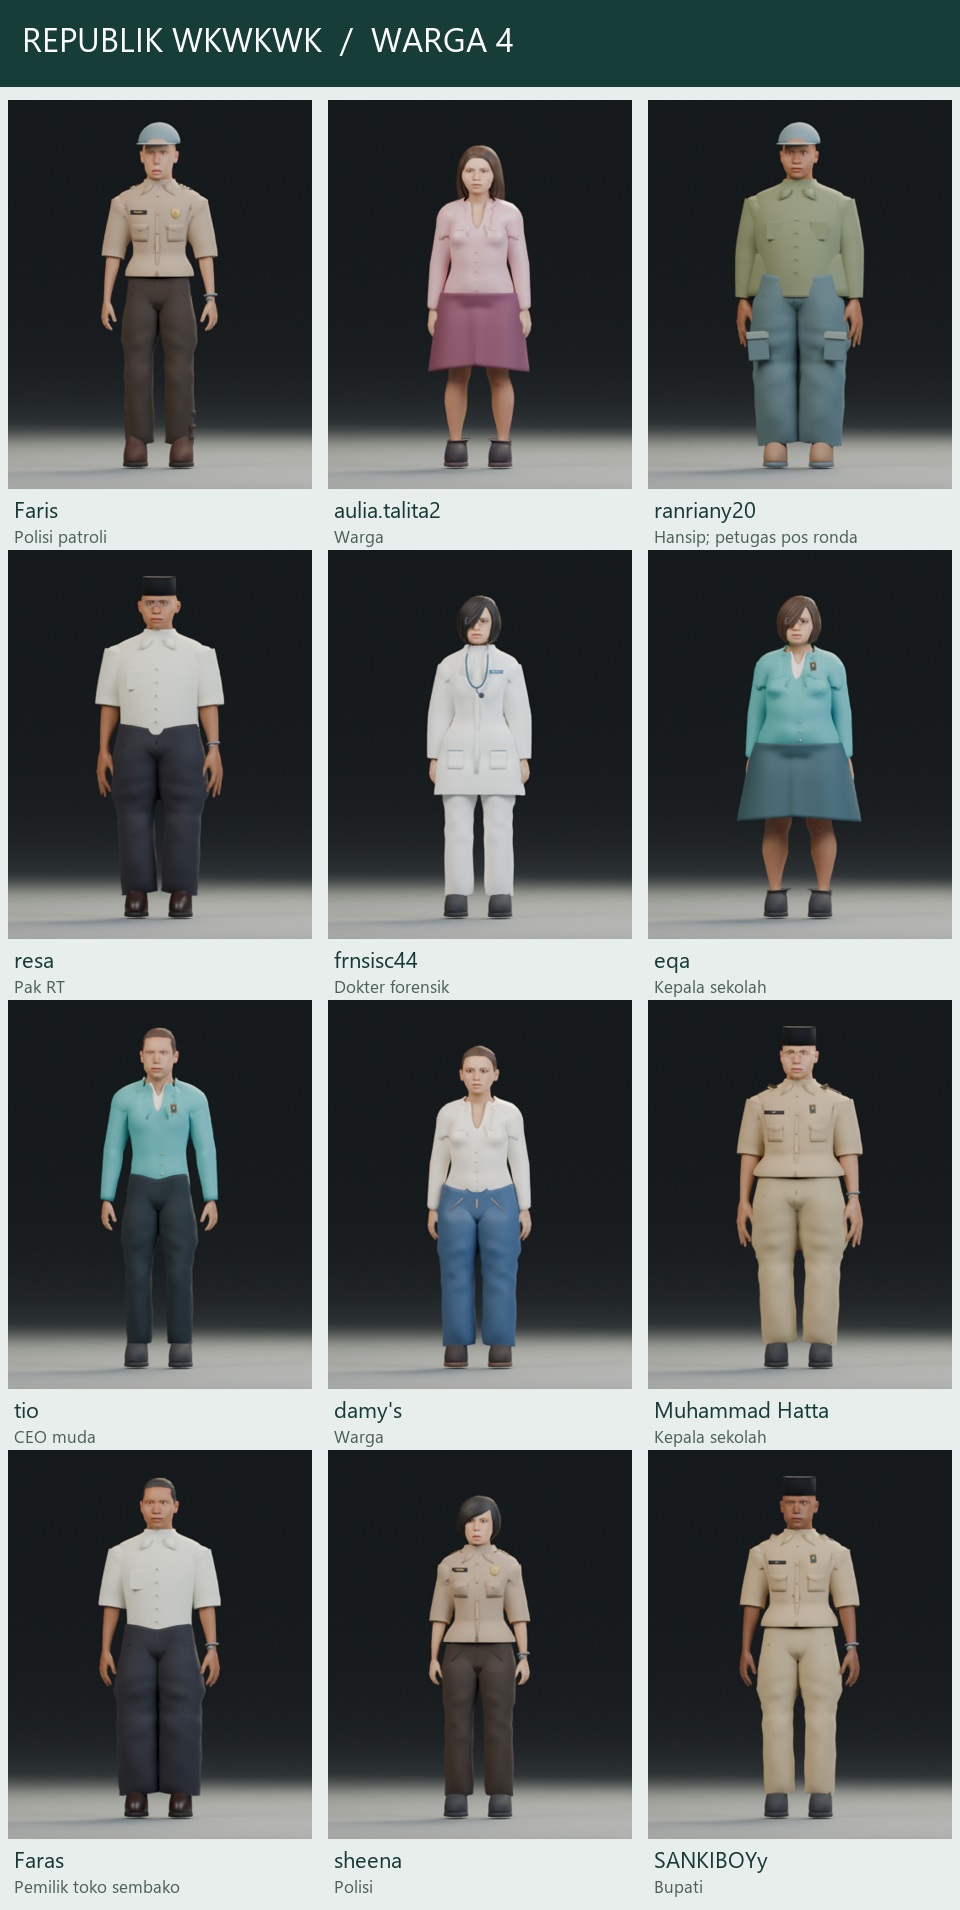 REPUBLIK WKWKWK / WARGA 4
Faris
Polisi patroli
aulia.talita2
Warga
ranriany20
Hansip; petugas pos ronda
resa
Pak RT
frnsisc44
Dokter forensik
eqa
Kepala sekolah
tio
CEO muda
damy's
Warga
Muhammad Hatta
Kepala sekolah
Faras
Pemilik toko sembako
sheena
Polisi
SANKIBOYy
Bupati